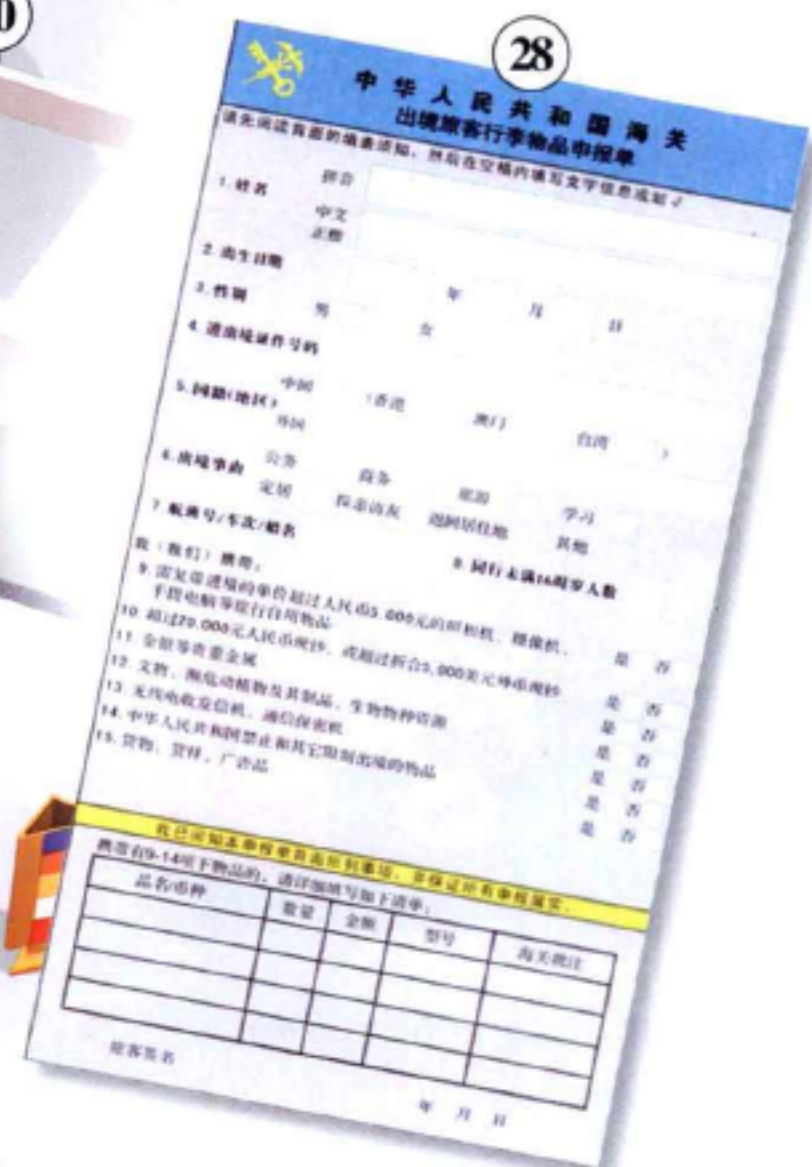 0
28
中华人民共和国海关
出境旅客行李物品申报单
请先阅读背面的填表须知，然后在空格内填写文字信息或划√
1.姓名 拼音
中文
正楷
2.出生日期 年 月 日
3.性别 男 女
4.进出境证件号码
5.国籍(地区) 中国 （香港 澳门 台湾 ）
外国
6.出境事由 公务 商务 旅游 学习
定居 探亲访友 返回居住地 其他
7.航班号/车次/船名 8.同行未满16周岁人数
我（我们）携带：
9.需复带进境的单价超过人民币5,000元的照相机、摄像机、
手提电脑等旅行自用物品 是 否
10.超过20,000元人民币现钞，或超过折合5,000美元外币现钞 是 否
11.金银等贵重金属 是 否
12.文物、濒危动植物及其制品、生物物种资源 是 否
13.无线电收发信机、通信保密机 是 否
14.中华人民共和国禁止和其它限制出境的物品 是 否
15.货物、货样、广告品 是 否
我已阅知本申报单背面所列事项，并保证所有申报属实。
携带有9-14项下物品的，请详细填写如下清单：
品名/币种 数量 金额 型号 海关批注
旅客签名
年 月 日